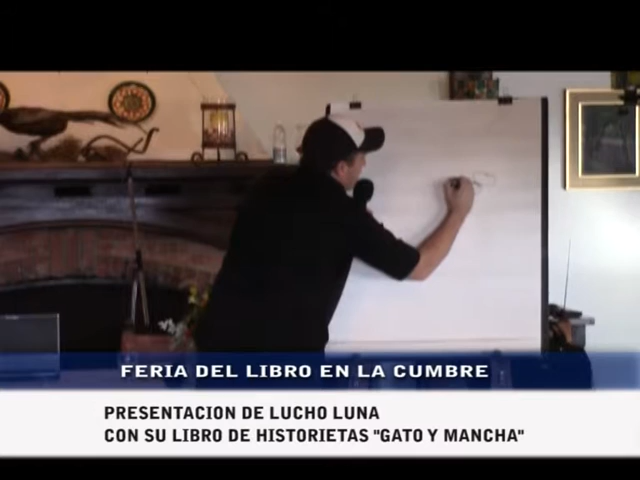 FERIA DEL LIBRO EN LA CUMBRE
PRESENTACION DE LUCHO LUNA
CON SU LIBRO DE HISTORIETAS "GATO Y MANCHA"